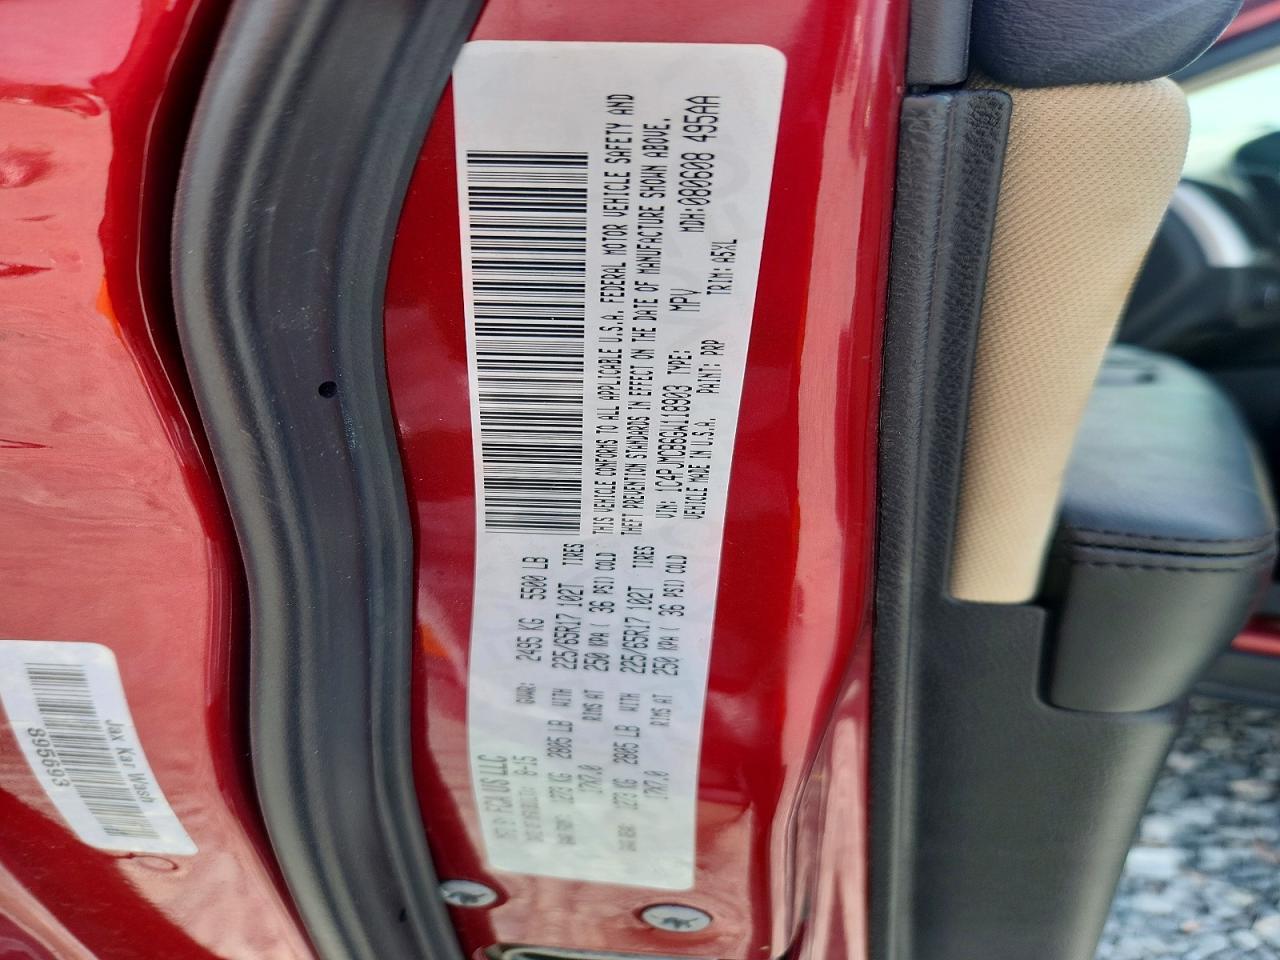 MFD BY: FCA US LLC
DATE OF MFR: 8-15 GVWR: 2495 KG 5500 LB
GAWR FRONT: 1273 KG 2805 LB WITH 225/65R17 102T TIRES
17X7.0 RIMS AT 250 KPA ( 36 PSI) COLD
GAWR REAR: 1273 KG 2805 LB WITH 225/65R17 102T TIRES
17X7.0 RIMS AT 250 KPA ( 36 PSI) COLD
THIS VEHICLE CONFORMS TO ALL APPLICABLE U.S.A. FEDERAL MOTOR VEHICLE SAFETY AND
THEFT PREVENTION STANDARDS IN EFFECT ON THE DATE OF MANUFACTURE SHOWN ABOVE.
VIN: 1C4PJMCB6GW118903 TYPE: MPV MDH:080608 495AA
VEHICLE MADE IN U.S.A. PAINT: PRP TRIM: A5XL
Jax Kar Wash
895693